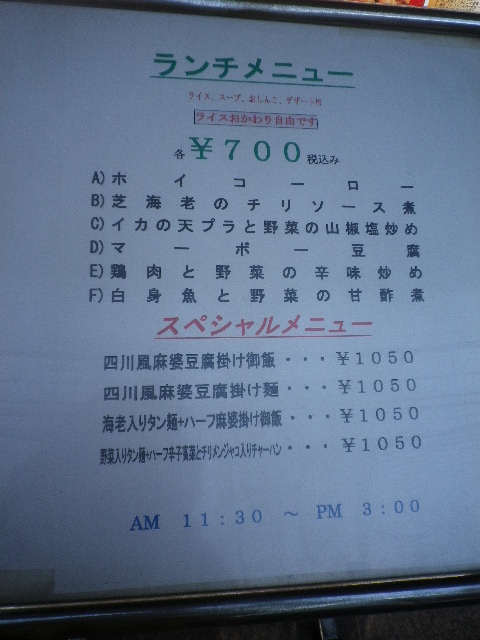 ランチメニュー
ライス、スープ、おしんこ、デザート付
ライスおかわり自由です
各￥７００税込み
A)ホイコーロー
B)芝海老のチリソース煮
C)イカの天プラと野菜の山椒塩炒め
D)マーボー豆腐
E)鶏肉と野菜の辛味炒め
F)白身魚と野菜の甘酢煮
スペシャルメニュー
四川風麻婆豆腐掛け御飯・・・￥１０５０
四川風麻婆豆腐掛け麺・・・￥１０５０
海老入りタン麺+ハーフ麻婆掛け御飯・・・￥１０５０
野菜入りタン麺+ハーフ辛子高菜とチリメンジャコ入りチャーハン・・・￥１０５０
AM １１：３０ ～ PM ３：００